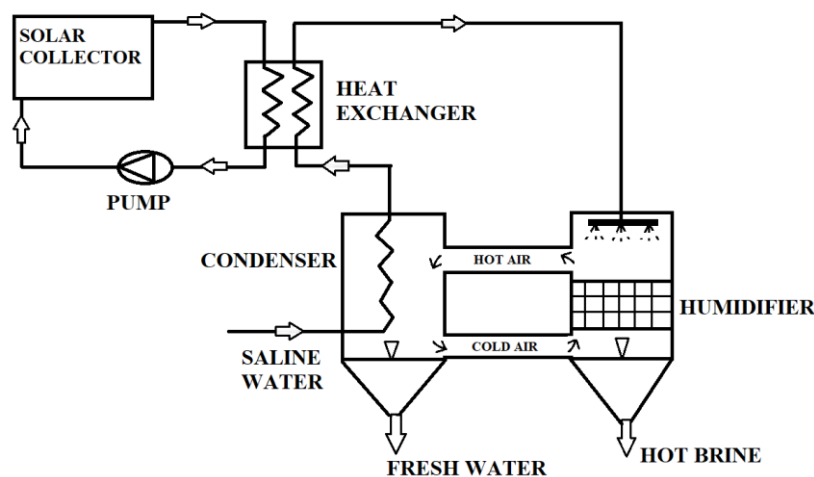 SOLAR
COLLECTOR
HEAT
EXCHANGER
PUMP
CONDENSER
HOT AIR
HUMIDIFIER
COLD AIR
SALINE
WATER
FRESH WATER
HOT BRINE